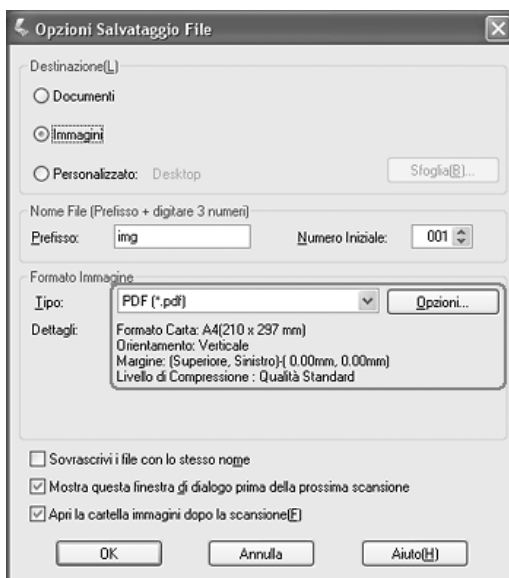 Opzioni Salvataggio File
Destinazione(L)
Documenti
Immagini
Personalizzato: Desktop Sfoglia(B)...
Nome File (Prefisso + digitare 3 numeri)
Prefisso: img Numero Iniziale: 001
Formato Immagine
Tipo: PDF (*.pdf) Opzioni...
Dettagli: Formato Carta: A4(210 x 297 mm)
Orientamento: Verticale
Margine: (Superiore, Sinistro)-( 0.00mm, 0.00mm)
Livello di Compressione : Qualità Standard
Sovrascrivi i file con lo stesso nome
Mostra questa finestra di dialogo prima della prossima scansione
Apri la cartella immagini dopo la scansione(F)
OK Annulla Aiuto(H)